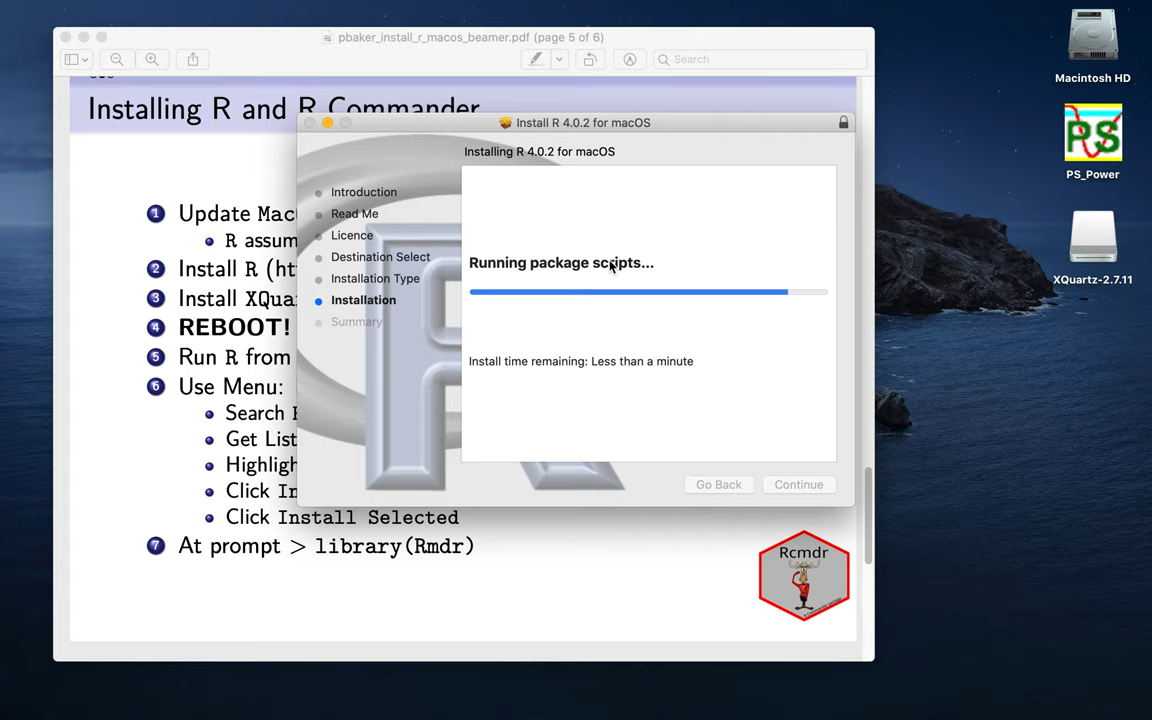 pbaker_install_r_macos_beamer.pdf (page 5 of 6)
Search
Installing R and R Commander
Install R 4.0.2 for macOS
Installing R 4.0.2 for macOS
Introduction
Read Me
Licence
Destination Select
Installation Type
Installation
Summary
Running package scripts...
Install time remaining: Less than a minute
Go Back
Continue
1 Update Mac
R assum
2 Install R (ht
3 Install XQua
4 REBOOT!
5 Run R from
6 Use Menu:
Search
Get List
Highligh
Click In
Click Install Selected
7 At prompt > library(Rmdr)
Rcmdr
Macintosh HD
PS
PS_Power
XQuartz-2.7.11